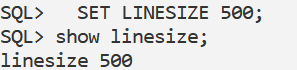 SQL>   SET LINESIZE 500;
SQL> show linesize;
linesize 500